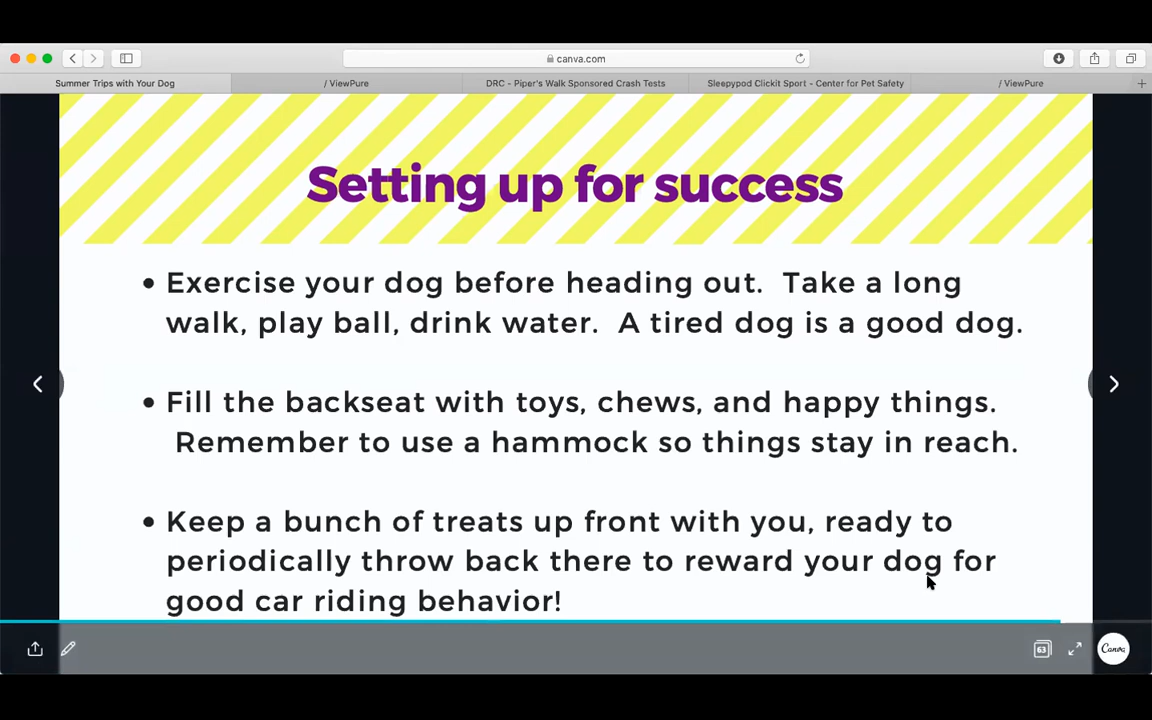 canva.com
Summer Trips with Your Dog
/ ViewPure
DRC - Piper's Walk Sponsored Crash Tests
Sleepypod Clickit Sport - Center for Pet Safety
/ ViewPure
Setting up for success
• Exercise your dog before heading out. Take a long
walk, play ball, drink water. A tired dog is a good dog.
• Fill the backseat with toys, chews, and happy things.
Remember to use a hammock so things stay in reach.
• Keep a bunch of treats up front with you, ready to
periodically throw back there to reward your dog for
good car riding behavior!
63
Canva